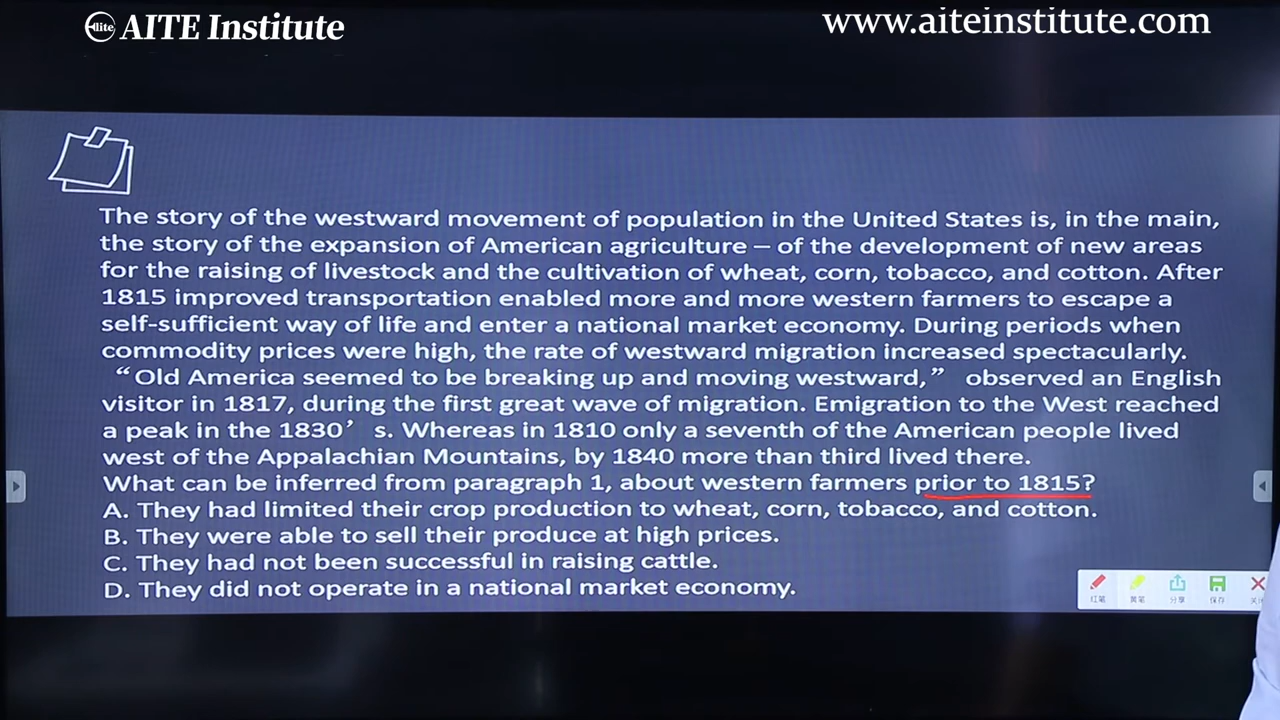 Elite AITE Institute
www.aiteinstitute.com
The story of the westward movement of population in the United States is, in the main,
the story of the expansion of American agriculture – of the development of new areas
for the raising of livestock and the cultivation of wheat, corn, tobacco, and cotton. After
1815 improved transportation enabled more and more western farmers to escape a
self-sufficient way of life and enter a national market economy. During periods when
commodity prices were high, the rate of westward migration increased spectacularly.
“Old America seemed to be breaking up and moving westward,” observed an English
visitor in 1817, during the first great wave of migration. Emigration to the West reached
a peak in the 1830’ s. Whereas in 1810 only a seventh of the American people lived
west of the Appalachian Mountains, by 1840 more than third lived there.
What can be inferred from paragraph 1, about western farmers prior to 1815?
A. They had limited their crop production to wheat, corn, tobacco, and cotton.
B. They were able to sell their produce at high prices.
C. They had not been successful in raising cattle.
D. They did not operate in a national market economy.
红笔 黄笔 分享 保存